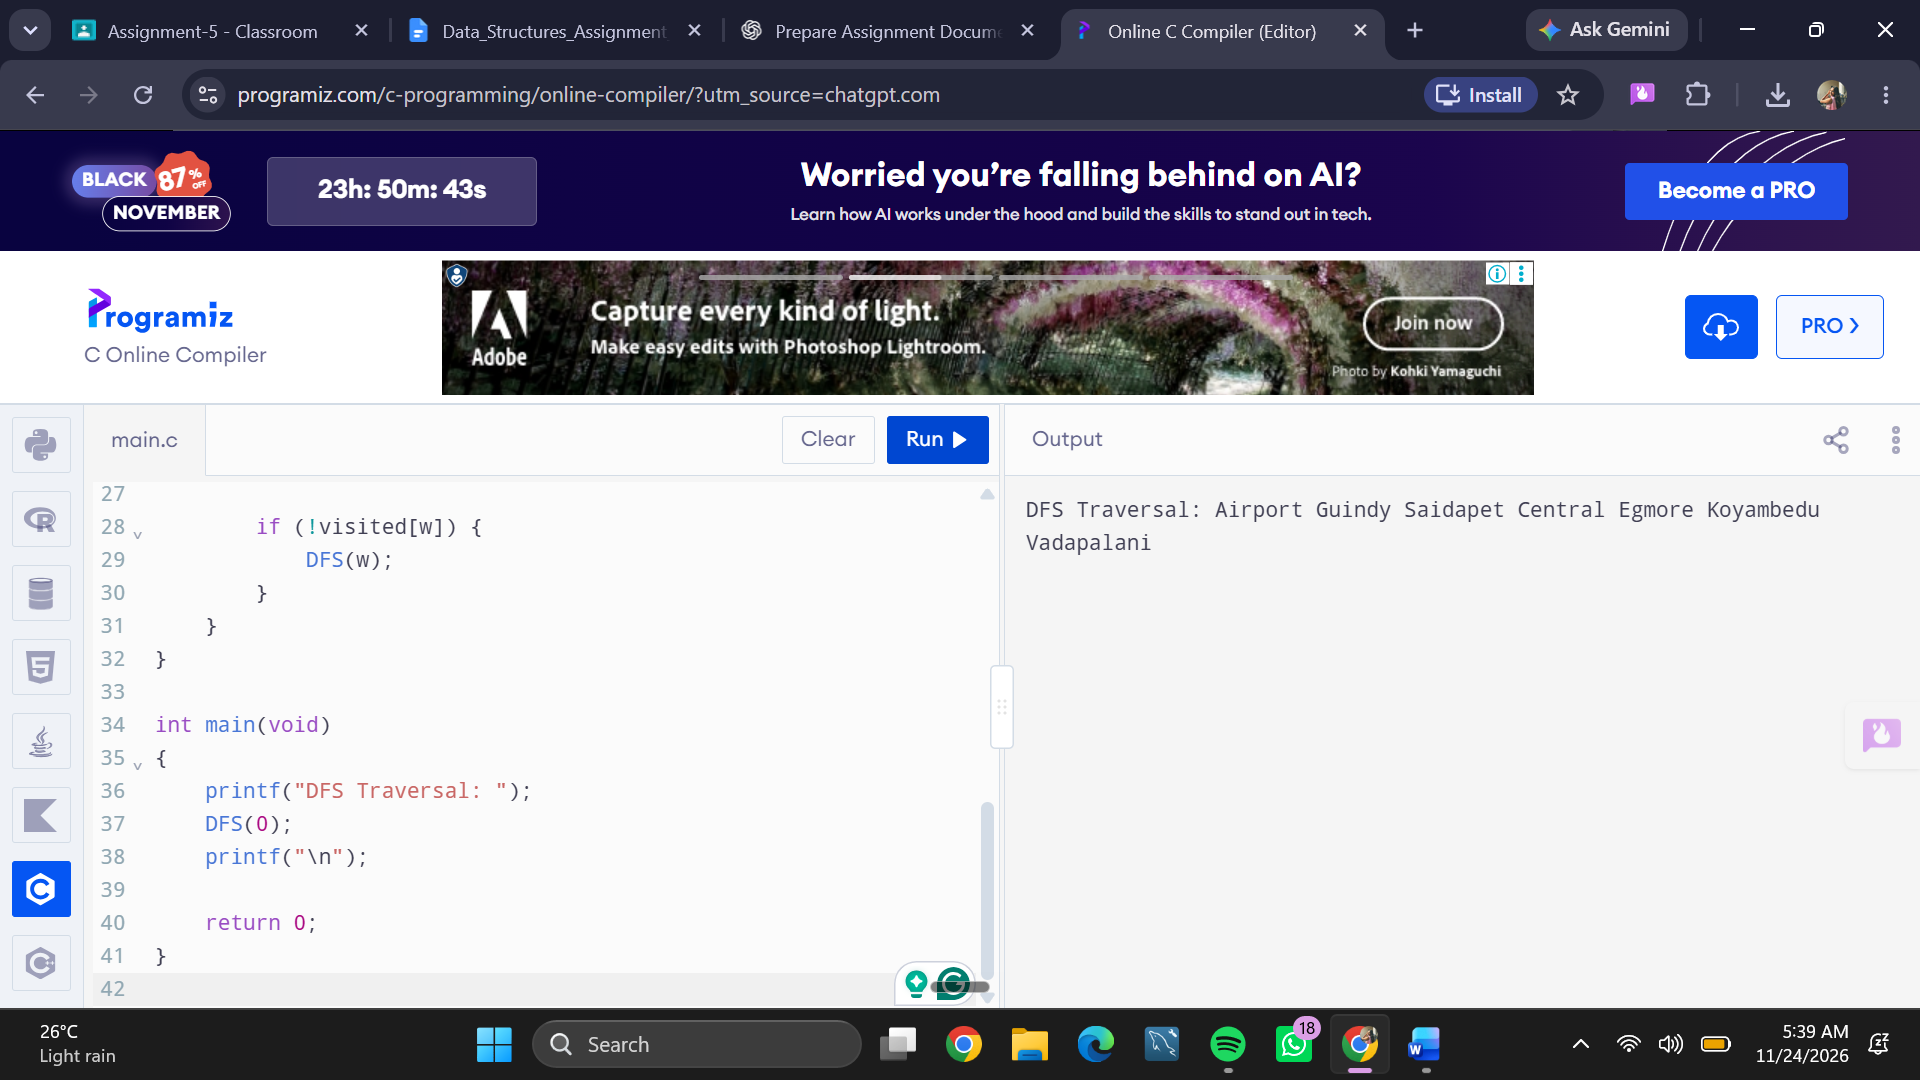 Assignment-5 - Classroom
Data_Structures_Assignment
Prepare Assignment Docume
Online C Compiler (Editor)
Ask Gemini
programiz.com/c-programming/online-compiler/?utm_source=chatgpt.com
Install
BLACK 87% OFF
NOVEMBER
23h: 50m: 43s
Worried you're falling behind on AI?
Learn how AI works under the hood and build the skills to stand out in tech.
Become a PRO
Programiz
C Online Compiler
Adobe
Capture every kind of light.
Make easy edits with Photoshop Lightroom.
Join now
Photo by Kohki Yamaguchi
PRO
main.c
Clear
Run
Output
27
28 if (!visited[w]) {
29 DFS(w);
30 }
31 }
32 }
33
34 int main(void)
35 {
36 printf("DFS Traversal: ");
37 DFS(0);
38 printf("\n");
39
40 return 0;
41 }
42
DFS Traversal: Airport Guindy Saidapet Central Egmore Koyambedu
Vadapalani
26°C
Light rain
Search
18
5:39 AM
11/24/2026